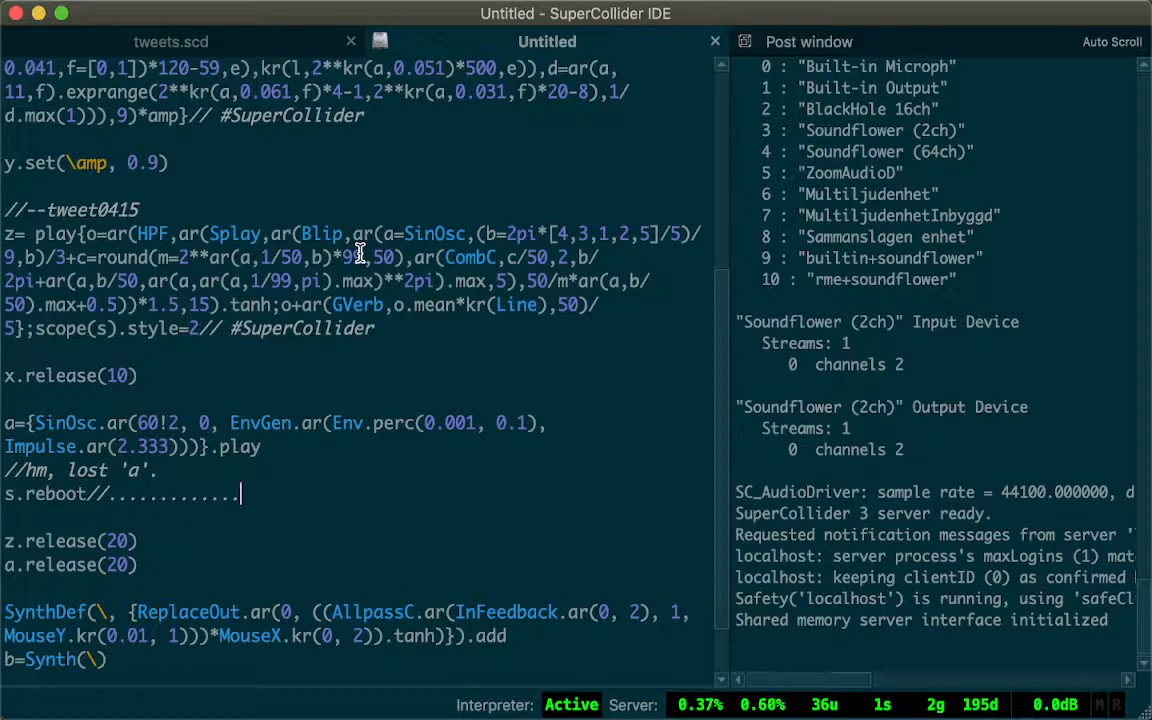 Untitled - SuperCollider IDE
tweets.scd
Untitled
Post window
Auto Scroll
0.041,f=[0,1])*120-59,e),kr(l,2**kr(a,0.051)*500,e)),d=ar(a,
11,f).exprange(2**kr(a,0.061,f)*4-1,2**kr(a,0.031,f)*20-8),1/
d.max(1))),9)*amp}// #SuperCollider
y.set(\amp, 0.9)
//--tweet0415
z= play{o=ar(HPF,ar(Splay,ar(Blip,ar(a=SinOsc,(b=2pi*[4,3,1,2,5]/5)/
9,b)/3+c=round(m=2**ar(a,1/50,b)*99,50),ar(CombC,c/50,2,b/
2pi+ar(a,b/50,ar(a,ar(a,1/99,pi).max)**2pi).max,5),50/m*ar(a,b/
50).max+0.5))*1.5,15).tanh;o+ar(GVerb,o.mean*kr(Line),50)/
5};scope(s).style=2// #SuperCollider
x.release(10)
a={SinOsc.ar(60!2, 0, EnvGen.ar(Env.perc(0.001, 0.1),
Impulse.ar(2.333)))}.play
//hm, lost 'a'.
s.reboot//.............
z.release(20)
a.release(20)
SynthDef(\, {ReplaceOut.ar(0, ((AllpassC.ar(InFeedback.ar(0, 2), 1,
MouseY.kr(0.01, 1)))*MouseX.kr(0, 2)).tanh)}).add
b=Synth(\)
0 : "Built-in Microph"
1 : "Built-in Output"
2 : "BlackHole 16ch"
3 : "Soundflower (2ch)"
4 : "Soundflower (64ch)"
5 : "ZoomAudioD"
6 : "Multiljudenhet"
7 : "MultiljudenhetInbyggd"
8 : "Sammanslagen enhet"
9 : "builtin+soundflower"
10 : "rme+soundflower"
"Soundflower (2ch)" Input Device
Streams: 1
0 channels 2
"Soundflower (2ch)" Output Device
Streams: 1
0 channels 2
SC_AudioDriver: sample rate = 44100.000000, d
SuperCollider 3 server ready.
Requested notification messages from server '
localhost: server process's maxLogins (1) mat
localhost: keeping clientID (0) as confirmed
Safety('localhost') is running, using 'safeCl
Shared memory server interface initialized
Interpreter: Active Server: 0.37% 0.60% 36u 1s 2g 195d 0.0dB M R